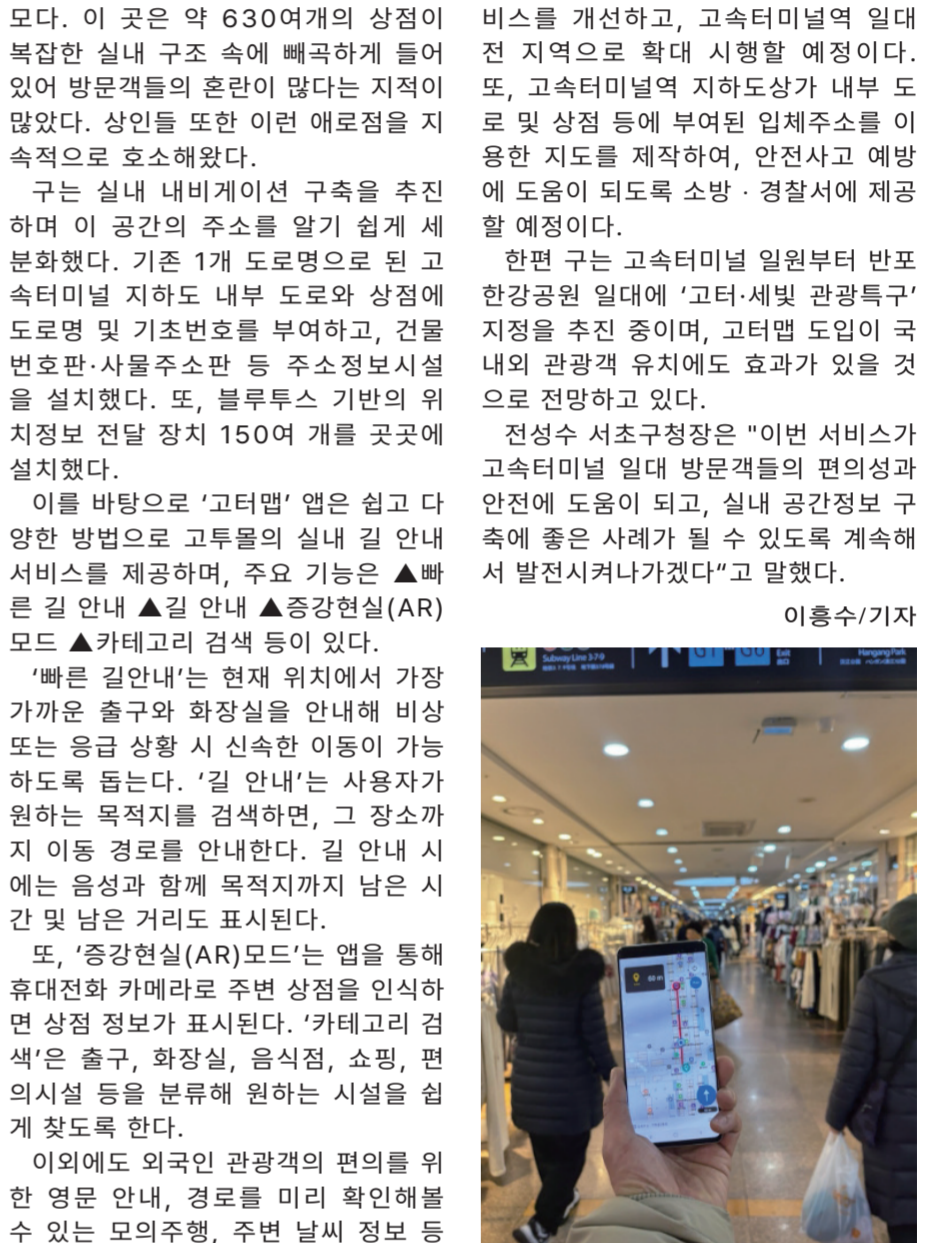 모다. 이 곳은 약 630여개의 상점이
복잡한 실내 구조 속에 빼곡하게 들어
있어 방문객들의 혼란이 많다는 지적이
많았다. 상인들 또한 이런 애로점을 지
속적으로 호소해왔다.
구는 실내 내비게이션 구축을 추진
하며 이 공간의 주소를 알기 쉽게 세
분화했다. 기존 1개 도로명으로 된 고
속터미널 지하도 내부 도로와 상점에
도로명 및 기초번호를 부여하고, 건물
번호판·사물주소판 등 주소정보시설
을 설치했다. 또, 블루투스 기반의 위
치정보 전달 장치 150여 개를 곳곳에
설치했다.
이를 바탕으로 ‘고터맵’ 앱은 쉽고 다
양한 방법으로 고투몰의 실내 길 안내
서비스를 제공하며, 주요 기능은 ▲빠
른 길 안내 ▲길 안내 ▲증강현실(AR)
모드 ▲카테고리 검색 등이 있다.
‘빠른 길안내’는 현재 위치에서 가장
가까운 출구와 화장실을 안내해 비상
또는 응급 상황 시 신속한 이동이 가능
하도록 돕는다. ‘길 안내’는 사용자가
원하는 목적지를 검색하면, 그 장소까
지 이동 경로를 안내한다. 길 안내 시
에는 음성과 함께 목적지까지 남은 시
간 및 남은 거리도 표시된다.
또, ‘증강현실(AR)모드’는 앱을 통해
휴대전화 카메라로 주변 상점을 인식하
면 상점 정보가 표시된다. ‘카테고리 검
색’은 출구, 화장실, 음식점, 쇼핑, 편
의시설 등을 분류해 원하는 시설을 쉽
게 찾도록 한다.
이외에도 외국인 관광객의 편의를 위
한 영문 안내, 경로를 미리 확인해볼
수 있는 모의주행, 주변 날씨 정보 등
비스를 개선하고, 고속터미널역 일대
전 지역으로 확대 시행할 예정이다.
또, 고속터미널역 지하도상가 내부 도
로 및 상점 등에 부여된 입체주소를 이
용한 지도를 제작하여, 안전사고 예방
에 도움이 되도록 소방 · 경찰서에 제공
할 예정이다.
한편 구는 고속터미널 일원부터 반포
한강공원 일대에 ‘고터·세빛 관광특구’
지정을 추진 중이며, 고터맵 도입이 국
내외 관광객 유치에도 효과가 있을 것
으로 전망하고 있다.
전성수 서초구청장은 "이번 서비스가
고속터미널 일대 방문객들의 편의성과
안전에 도움이 되고, 실내 공간정보 구
축에 좋은 사례가 될 수 있도록 계속해
서 발전시켜나가겠다“고 말했다.
이흥수/기자
Subway Line 3·7·9
G1
G6
Exit
出口
Hangang Park
60 m